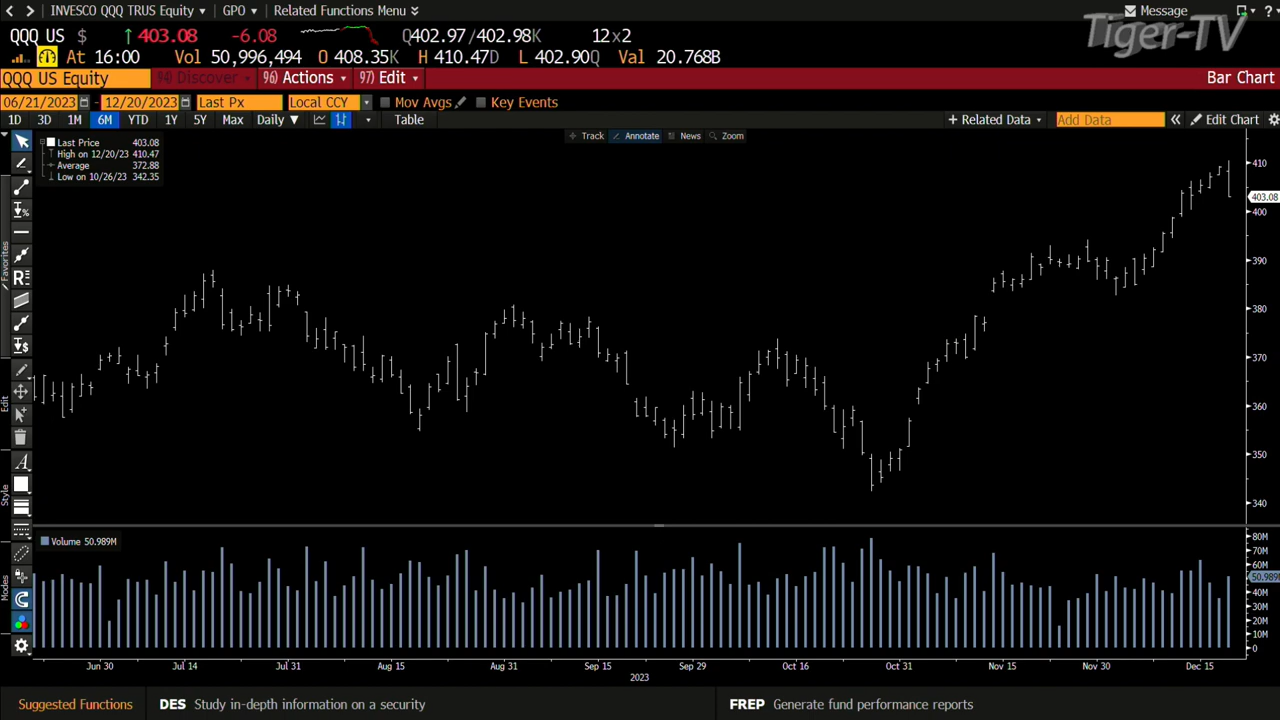 INVESCO QQQ TRUS Equity GPO Related Functions Menu Message ?
QQQ US $ 403.08 -6.08 Q402.97/402.98K 12x2 Tiger-TV
At 16:00 Vol 50,996,494 O 408.35K H 410.47D L 402.90Q Val 20.768B
QQQ US Equity 94) Discover 96) Actions 97) Edit Bar Chart
06/21/2023 - 12/20/2023 Last Px Local CCY Mov Avgs Key Events
1D 3D 1M 6M YTD 1Y 5Y Max Daily Table + Related Data Add Data « Edit Chart
Track Annotate News Zoom
Last Price 403.08
High on 12/20/23 410.47
Average 372.88
Low on 10/26/23 342.35
410
403.08
400
390
380
370
360
350
340
Favorites
Edit
Style
Modes
Volume 50.989M
80M
70M
60M
50.989M
40M
30M
20M
10M
0
Jun 30 Jul 14 Jul 31 Aug 15 Aug 31 Sep 15 Sep 29 Oct 16 Oct 31 Nov 15 Nov 30 Dec 15
2023
Suggested Functions DES Study in-depth information on a security FREP Generate fund performance reports